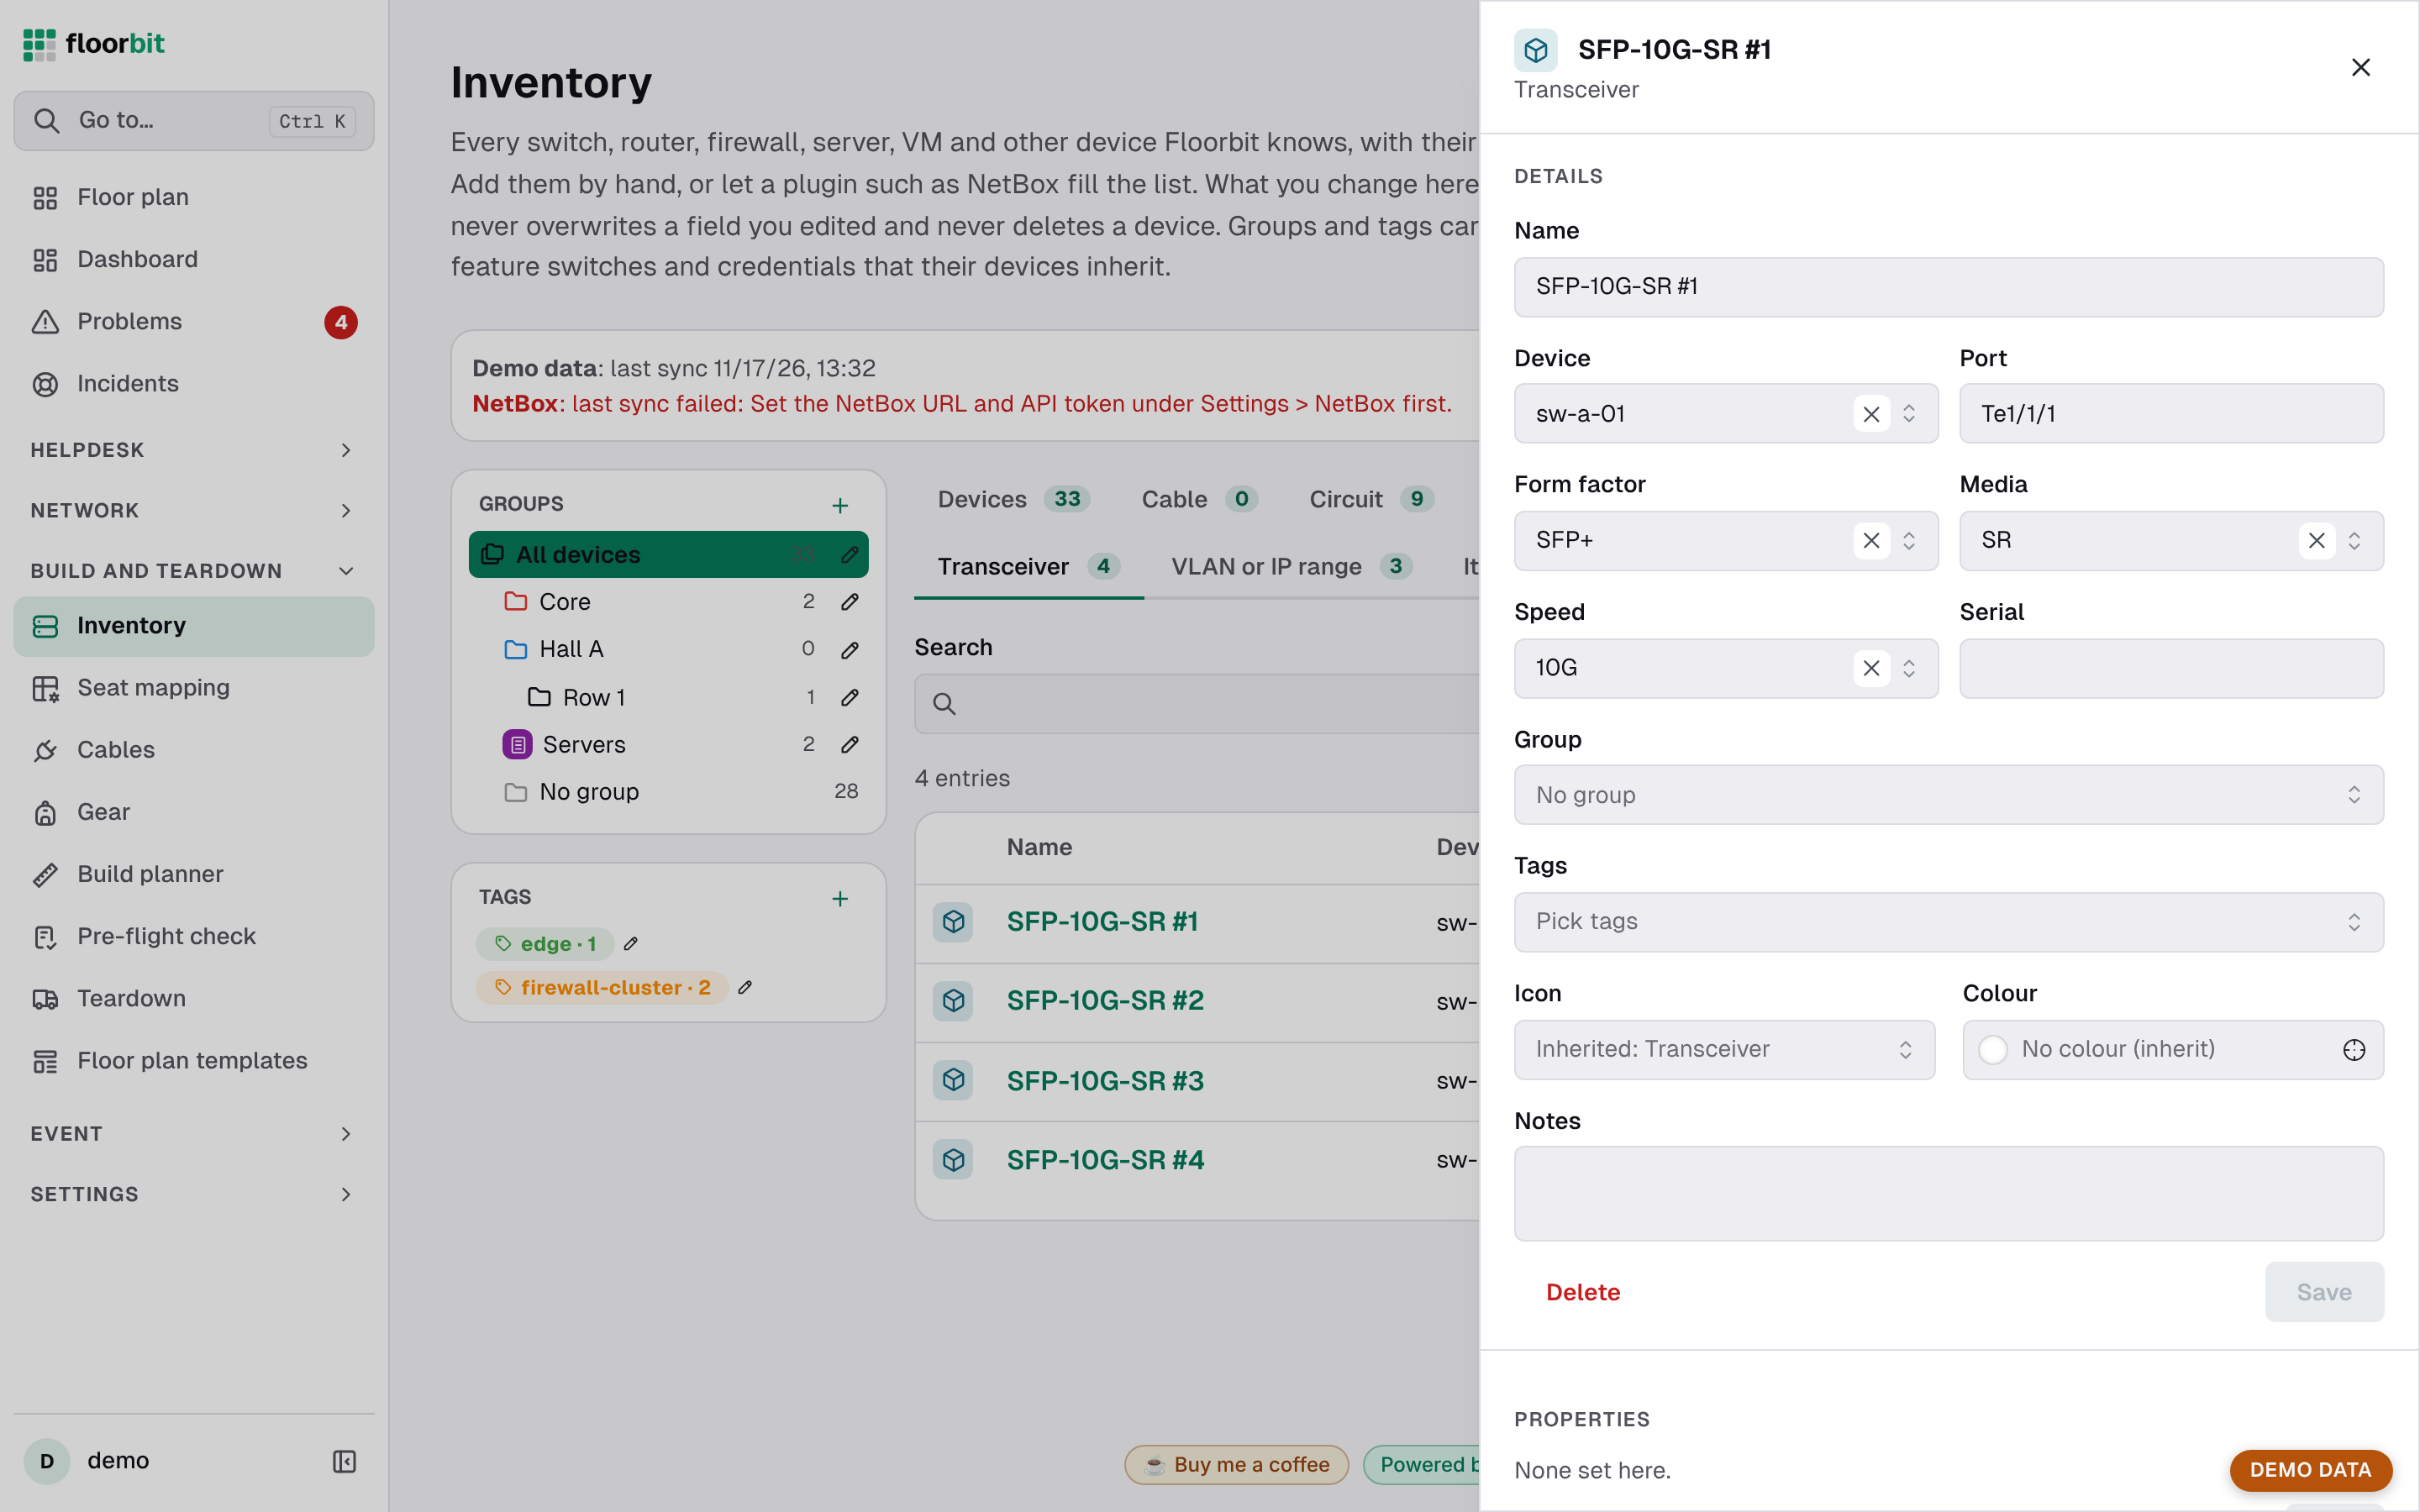 floorbit
Go to...
Ctrl K
Floor plan
Dashboard
Problems
4
Incidents
HELPDESK
NETWORK
BUILD AND TEARDOWN
Inventory
Seat mapping
Cables
Gear
Build planner
Pre-flight check
Teardown
Floor plan templates
EVENT
SETTINGS
D
demo
Inventory
Every switch, router, firewall, server, VM and other device Floorbit knows, with their
Add them by hand, or let a plugin such as NetBox fill the list. What you change here
never overwrites a field you edited and never deletes a device. Groups and tags car
feature switches and credentials that their devices inherit.
Demo data: last sync 11/17/26, 13:32
NetBox: last sync failed: Set the NetBox URL and API token under Settings > NetBox first.
GROUPS
All devices 33
Core 2
Hall A 0
Row 1 1
Servers 2
No group 28
TAGS
edge · 1
firewall-cluster · 2
Devices 33
Cable 0
Circuit 9
Transceiver 4
VLAN or IP range 3
It
Search
4 entries
Name
Dev
SFP-10G-SR #1
sw-
SFP-10G-SR #2
sw-
SFP-10G-SR #3
sw-
SFP-10G-SR #4
sw-
Buy me a coffee
Powered b
SFP-10G-SR #1
Transceiver
DETAILS
Name
SFP-10G-SR #1
Device
Port
sw-a-01
Te1/1/1
Form factor
Media
SFP+
SR
Speed
Serial
10G
Group
No group
Tags
Pick tags
Icon
Colour
Inherited: Transceiver
No colour (inherit)
Notes
Delete
Save
PROPERTIES
None set here.
DEMO DATA